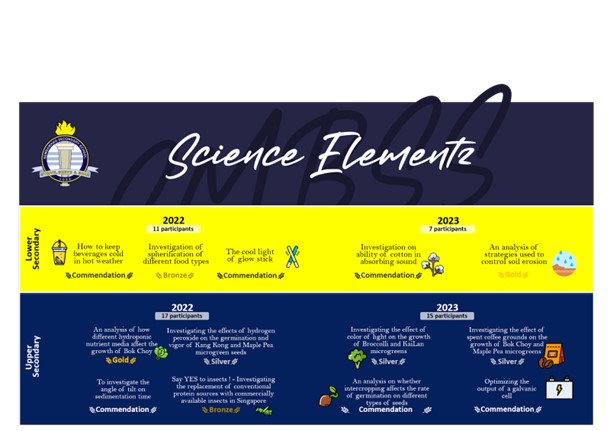 MBSS
Science Elementz
Lower
Secondary
2022
11 participants
How to keep
beverages cold
in hot weather
Commendation
Investigation of
spherification of
different food types
Bronze
The cool light
of glow stick
Commendation
2023
7 participants
Investigation on
ability of cotton in
absorbing sound
Commendation
An analysis of
strategies used to
control soil erosion
Gold
Upper
Secondary
2022
17 participants
An analysis of how
different hydroponic
nutrient media affect the
growth of Bok Choy
Gold
Investigating the effects of hydrogen
peroxide on the germination and
vigor of Kang Kong and Maple Pea
microgreen seeds
Silver
To investigate the
angle of tilt on
sedimentation time
Commendation
Say YES to insects ! - Investigating
the replacement of conventional
protein sources with commercially
available insects in Singapore
Bronze
2023
15 participants
Investigating the effect of
color of light on the growth
of Broccoli and KaiLan
microgreens
Silver
Investigating the effect of
spent coffee grounds on the
growth of Bok Choy and
Maple Pea microgreens
Silver
An analysis on whether
intercropping affects the rate
of germination on different
types of seeds
Commendation
Optimizing the
output of a galvanic
cell
Commendation